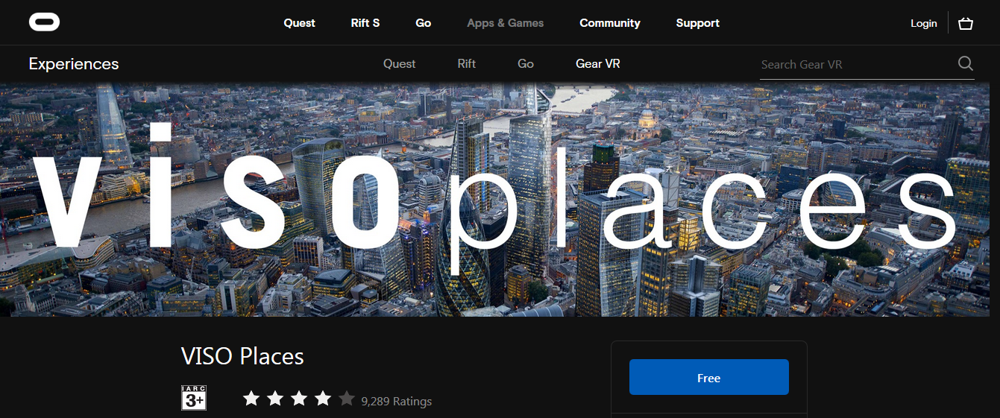 Quest Rift S Go Apps & Games Community Support Login
Experiences Quest Rift Go Gear VR Search Gear VR
visoplaces
VISO Places
Free
IARC
3+
9,289 Ratings